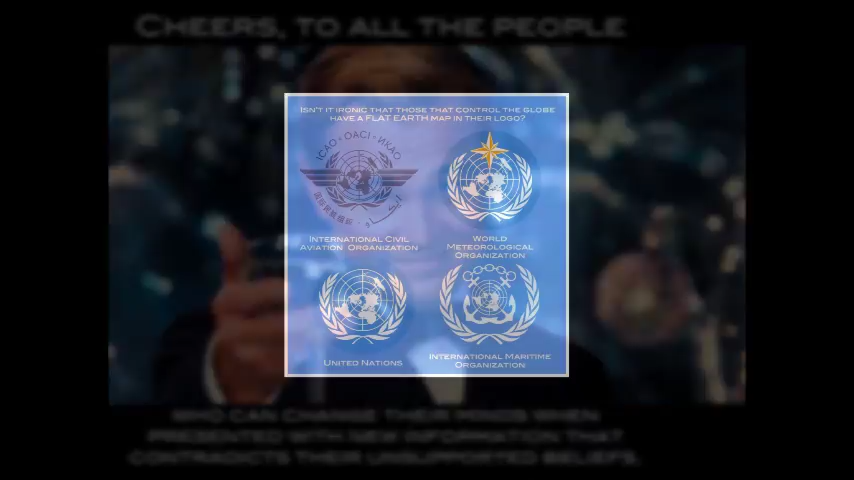 CHEERS, TO ALL THE PEOPLE
ISN'T IT IRONIC THAT THOSE THAT CONTROL THE GLOBE
HAVE A FLAT EARTH MAP IN THEIR LOGO?
ICAO · OACI · ИКАО
INTERNATIONAL CIVIL
AVIATION ORGANIZATION
WORLD
METEOROLOGICAL
ORGANIZATION
UNITED NATIONS
INTERNATIONAL MARITIME
ORGANIZATION
WHO CAN CHANGE THEIR MINDS WHEN
PRESENTED WITH NEW INFORMATION THAT
CONTRADICTS THEIR UNSUPPORTED BELIEFS.